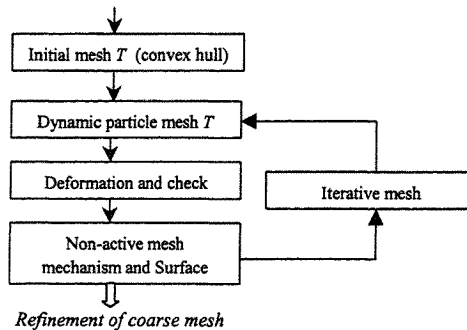 Initial mesh T (convex hull)
Dynamic particle mesh T
Deformation and check
Iterative mesh
Non-active mesh
mechanism and Surface
Refinement of coarse mesh